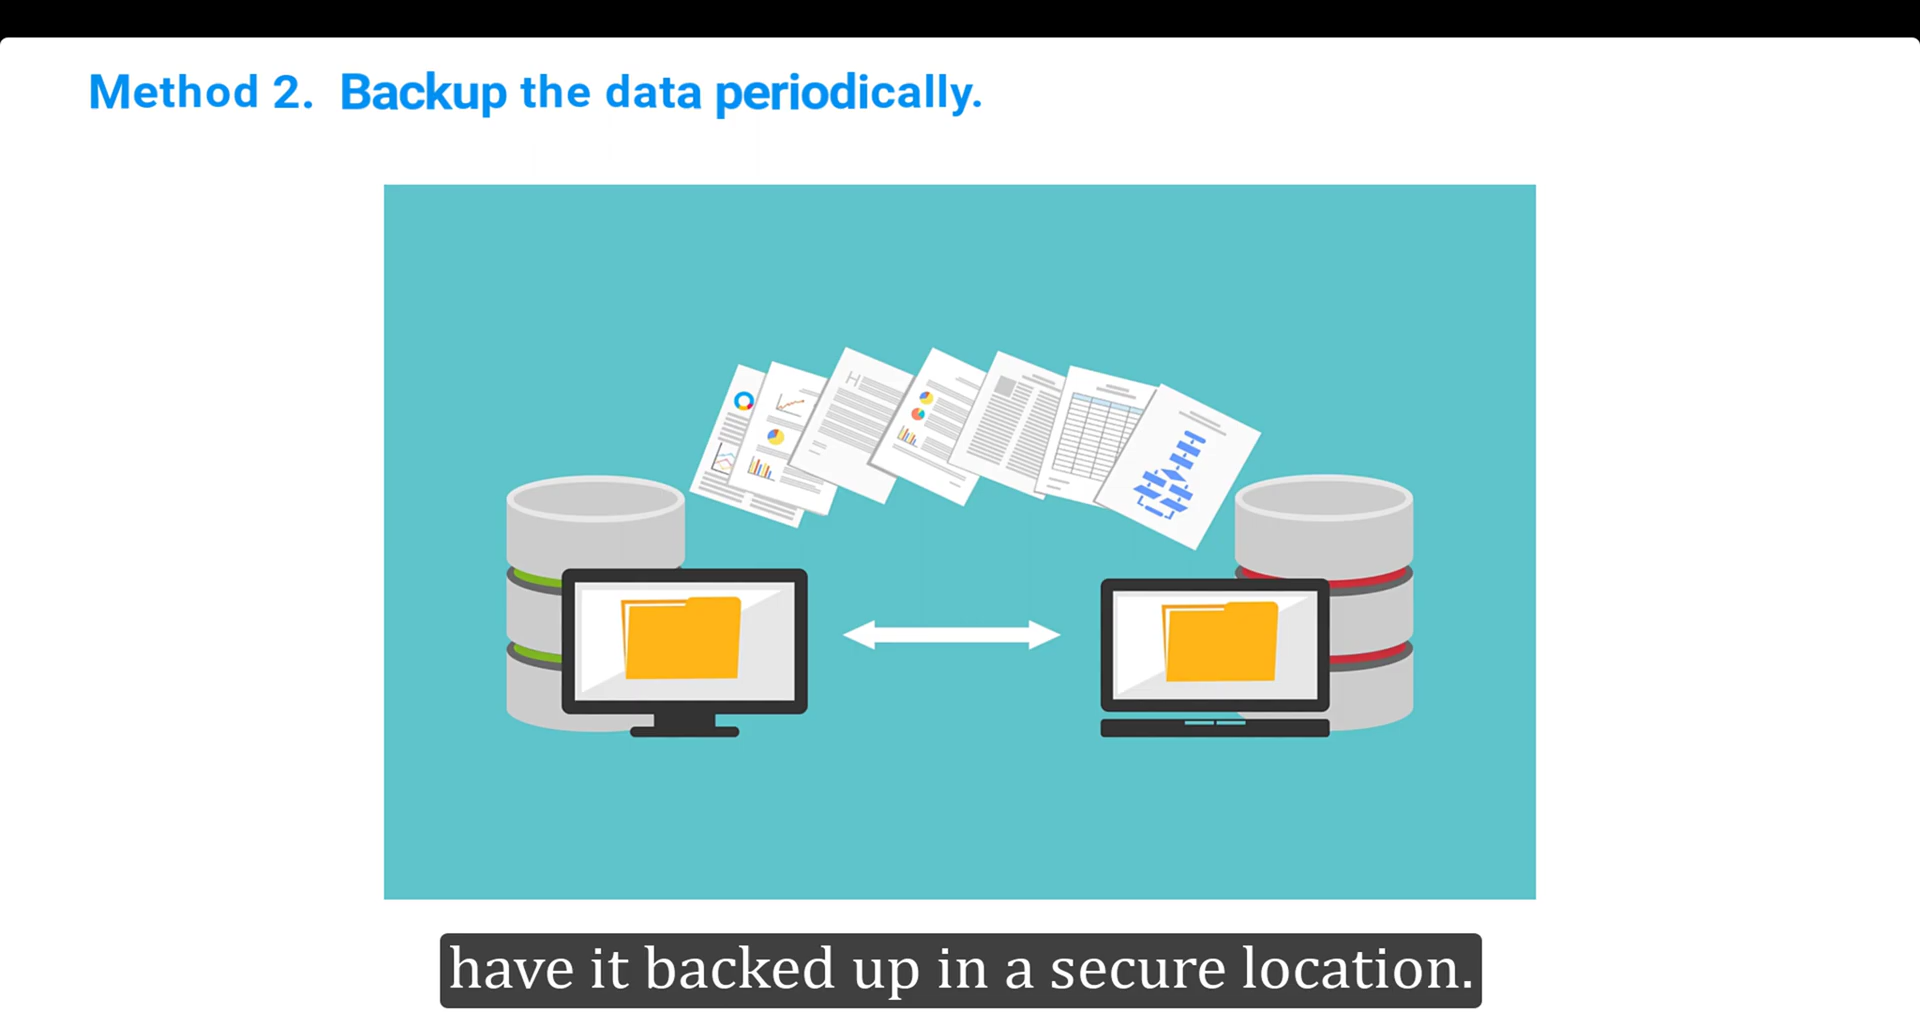 Method 2. Backup the data periodically.
H
have it backed up in a secure location.